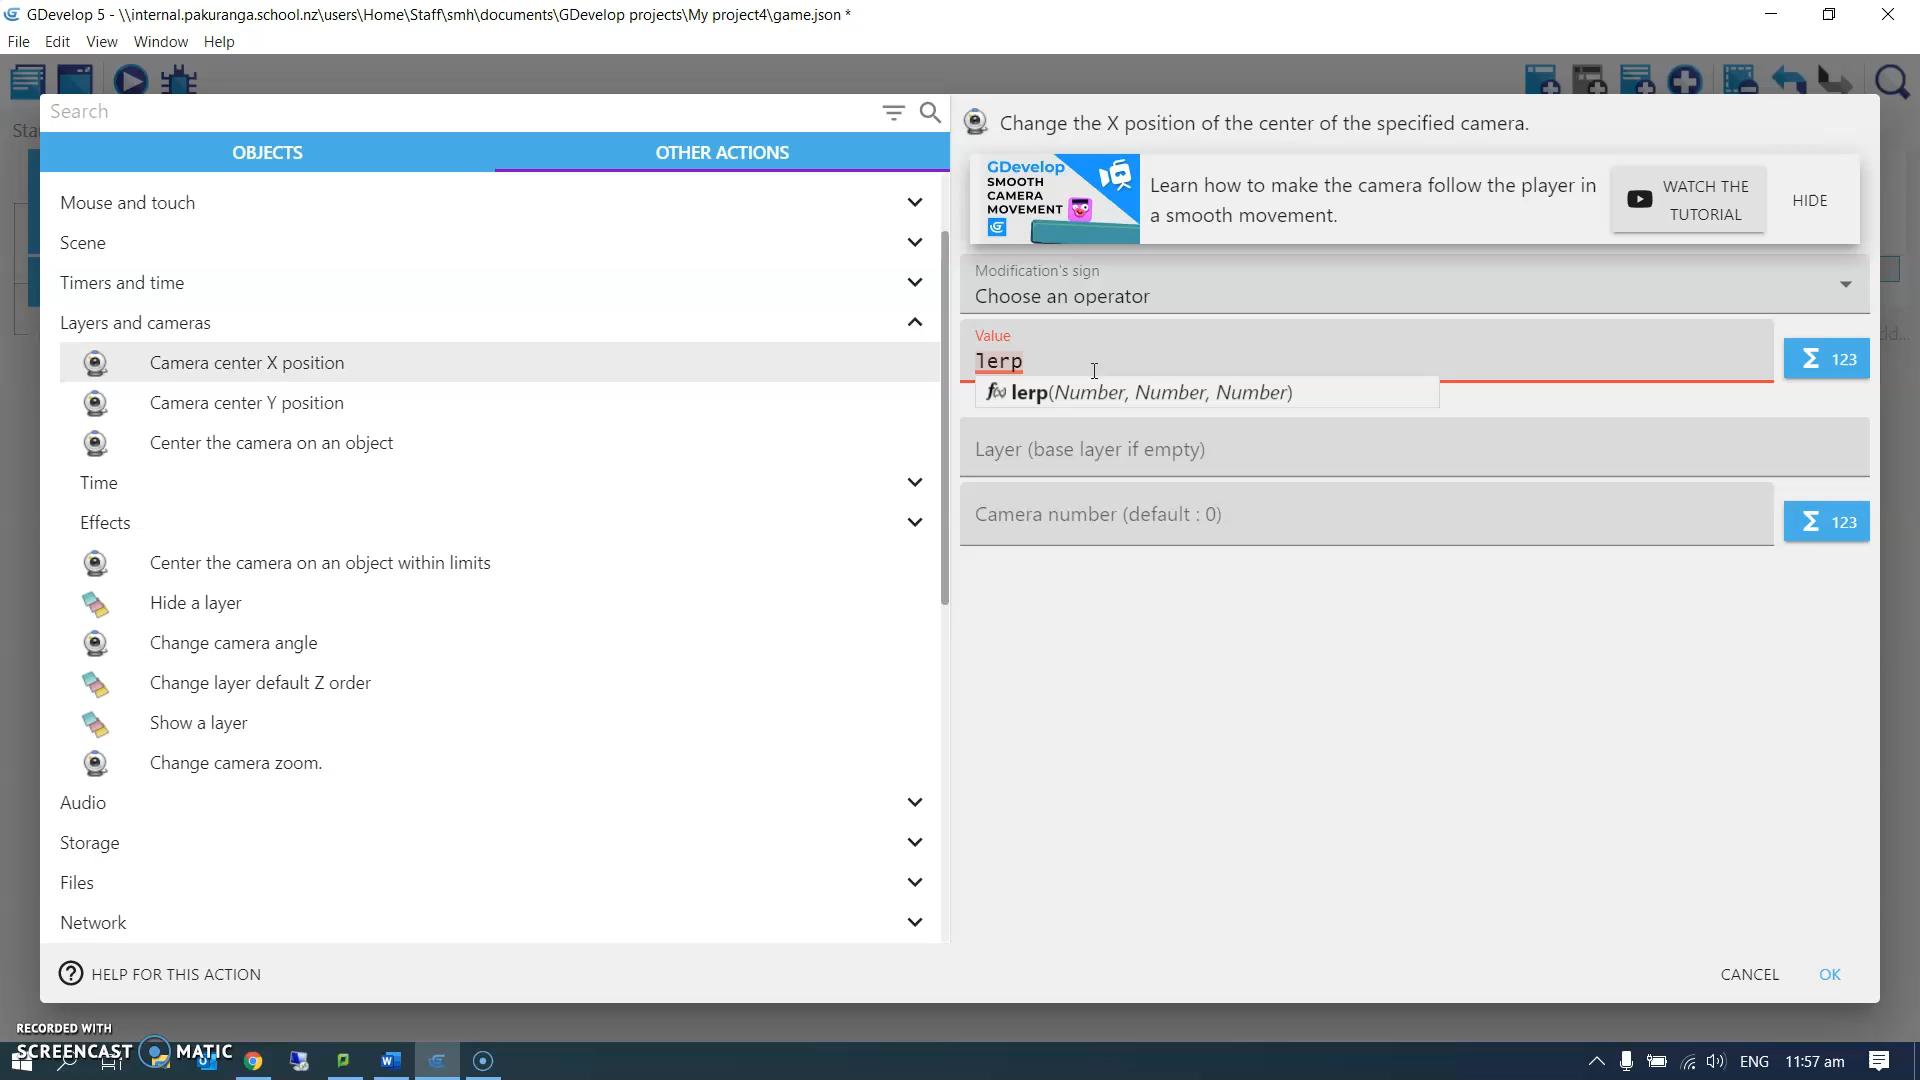 GDevelop 5 - \\internal.pakuranga.school.nz\users\Home\Staff\smh\documents\GDevelop projects\My project4\game.json *
File Edit View Window Help
Sta
Search
OBJECTS
OTHER ACTIONS
Mouse and touch
Scene
Timers and time
Layers and cameras
Camera center X position
Camera center Y position
Center the camera on an object
Time
Effects
Center the camera on an object within limits
Hide a layer
Change camera angle
Change layer default Z order
Show a layer
Change camera zoom.
Audio
Storage
Files
Network
HELP FOR THIS ACTION
Change the X position of the center of the specified camera.
GDevelop
SMOOTH
CAMERA
MOVEMENT
Learn how to make the camera follow the player in
a smooth movement.
WATCH THE
TUTORIAL
HIDE
Modification's sign
Choose an operator
Value
lerp
Σ 123
f(x) lerp(Number, Number, Number)
Layer (base layer if empty)
Camera number (default : 0)
Σ 123
dd...
CANCEL
OK
RECORDED WITH
SCREENCAST MATIC
ENG 11:57 am